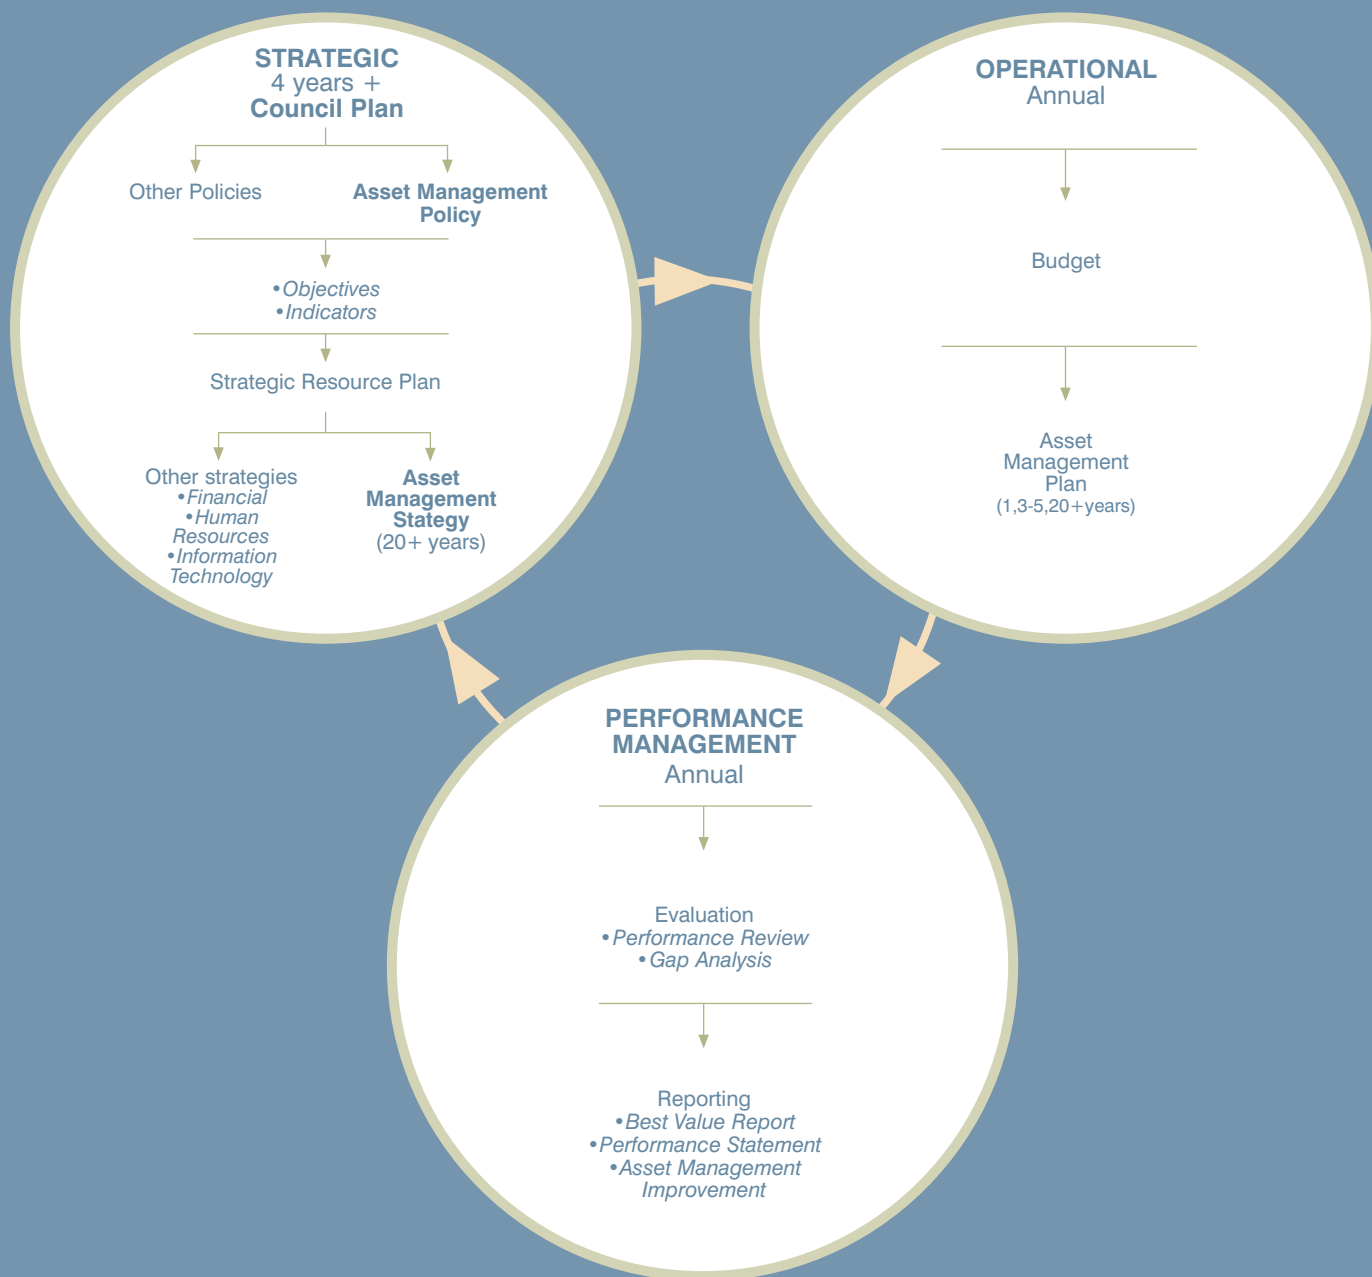 STRATEGIC
4 years +
Council Plan
Other Policies
Asset Management
Policy
•Objectives
•Indicators
Strategic Resource Plan
Other strategies
•Financial
•Human
Resources
•Information
Technology
Asset
Management
Stategy
(20+ years)
OPERATIONAL
Annual
Budget
Asset
Management
Plan
(1,3-5,20+years)
PERFORMANCE
MANAGEMENT
Annual
Evaluation
•Performance Review
•Gap Analysis
Reporting
•Best Value Report
•Performance Statement
•Asset Management
Improvement